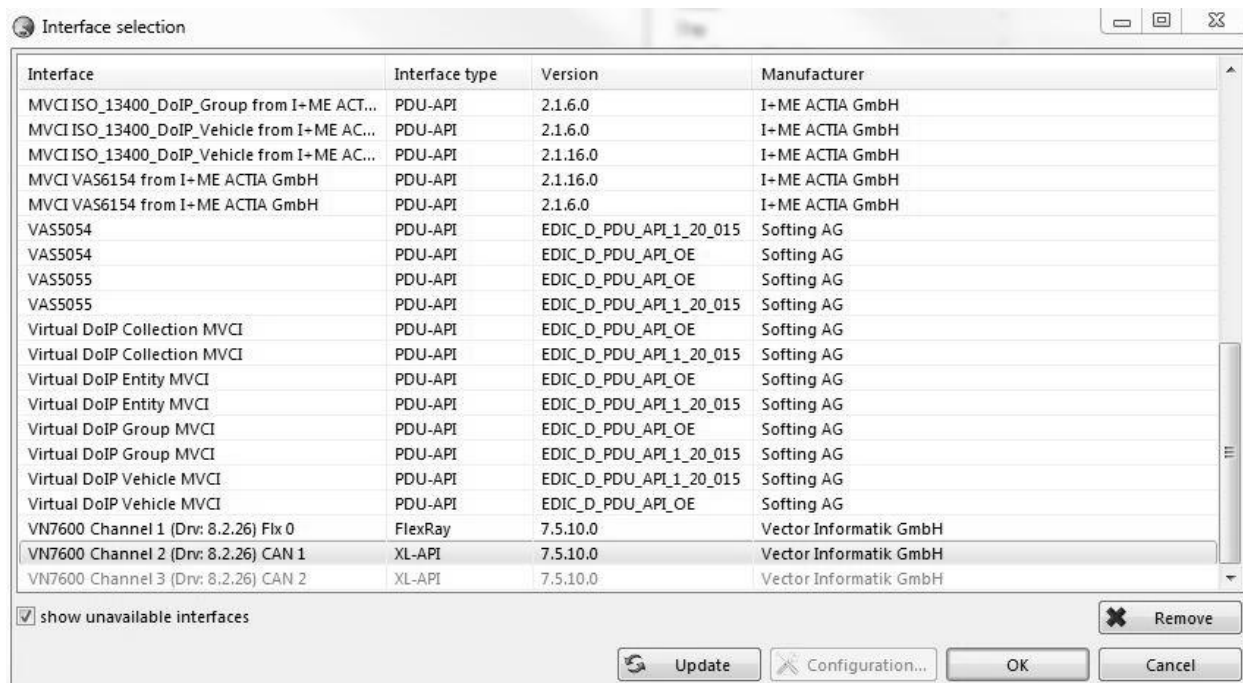 Interface selection
Interface Interface type Version Manufacturer
MVCI ISO_13400_DoIP_Group from I+ME ACT... PDU-API 2.1.6.0 I+ME ACTIA GmbH
MVCI ISO_13400_DoIP_Vehicle from I+ME AC... PDU-API 2.1.6.0 I+ME ACTIA GmbH
MVCI ISO_13400_DoIP_Vehicle from I+ME AC... PDU-API 2.1.16.0 I+ME ACTIA GmbH
MVCI VAS6154 from I+ME ACTIA GmbH PDU-API 2.1.16.0 I+ME ACTIA GmbH
MVCI VAS6154 from I+ME ACTIA GmbH PDU-API 2.1.6.0 I+ME ACTIA GmbH
VAS5054 PDU-API EDIC_D_PDU_API_1_20_015 Softing AG
VAS5054 PDU-API EDIC_D_PDU_API_OE Softing AG
VAS5055 PDU-API EDIC_D_PDU_API_OE Softing AG
VAS5055 PDU-API EDIC_D_PDU_API_1_20_015 Softing AG
Virtual DoIP Collection MVCI PDU-API EDIC_D_PDU_API_OE Softing AG
Virtual DoIP Collection MVCI PDU-API EDIC_D_PDU_API_1_20_015 Softing AG
Virtual DoIP Entity MVCI PDU-API EDIC_D_PDU_API_OE Softing AG
Virtual DoIP Entity MVCI PDU-API EDIC_D_PDU_API_1_20_015 Softing AG
Virtual DoIP Group MVCI PDU-API EDIC_D_PDU_API_OE Softing AG
Virtual DoIP Group MVCI PDU-API EDIC_D_PDU_API_1_20_015 Softing AG
Virtual DoIP Vehicle MVCI PDU-API EDIC_D_PDU_API_1_20_015 Softing AG
Virtual DoIP Vehicle MVCI PDU-API EDIC_D_PDU_API_OE Softing AG
VN7600 Channel 1 (Drv: 8.2.26) Flx 0 FlexRay 7.5.10.0 Vector Informatik GmbH
VN7600 Channel 2 (Drv: 8.2.26) CAN 1 XL-API 7.5.10.0 Vector Informatik GmbH
VN7600 Channel 3 (Drv: 8.2.26) CAN 2 XL-API 7.5.10.0 Vector Informatik GmbH
show unavailable interfaces Remove
Update Configuration... OK Cancel